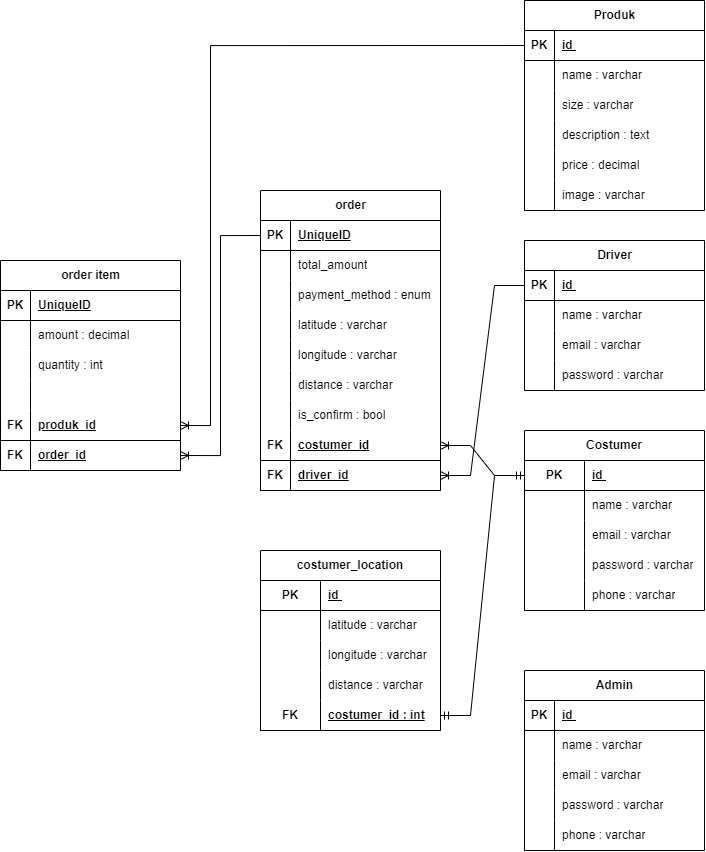 Produk
PK id
name : varchar
size : varchar
description : text
price : decimal
image : varchar
order
PK UniqueID
total_amount
payment_method : enum
latitude : varchar
longitude : varchar
distance : varchar
is_confirm : bool
FK costumer_id
FK driver_id
Driver
PK id
name : varchar
email : varchar
password : varchar
order item
PK UniqueID
amount : decimal
quantity : int
FK produk_id
FK order_id
Costumer
PK id
name : varchar
email : varchar
password : varchar
phone : varchar
costumer_location
PK id
latitude : varchar
longitude : varchar
distance : varchar
FK costumer_id : int
Admin
PK id
name : varchar
email : varchar
password : varchar
phone : varchar